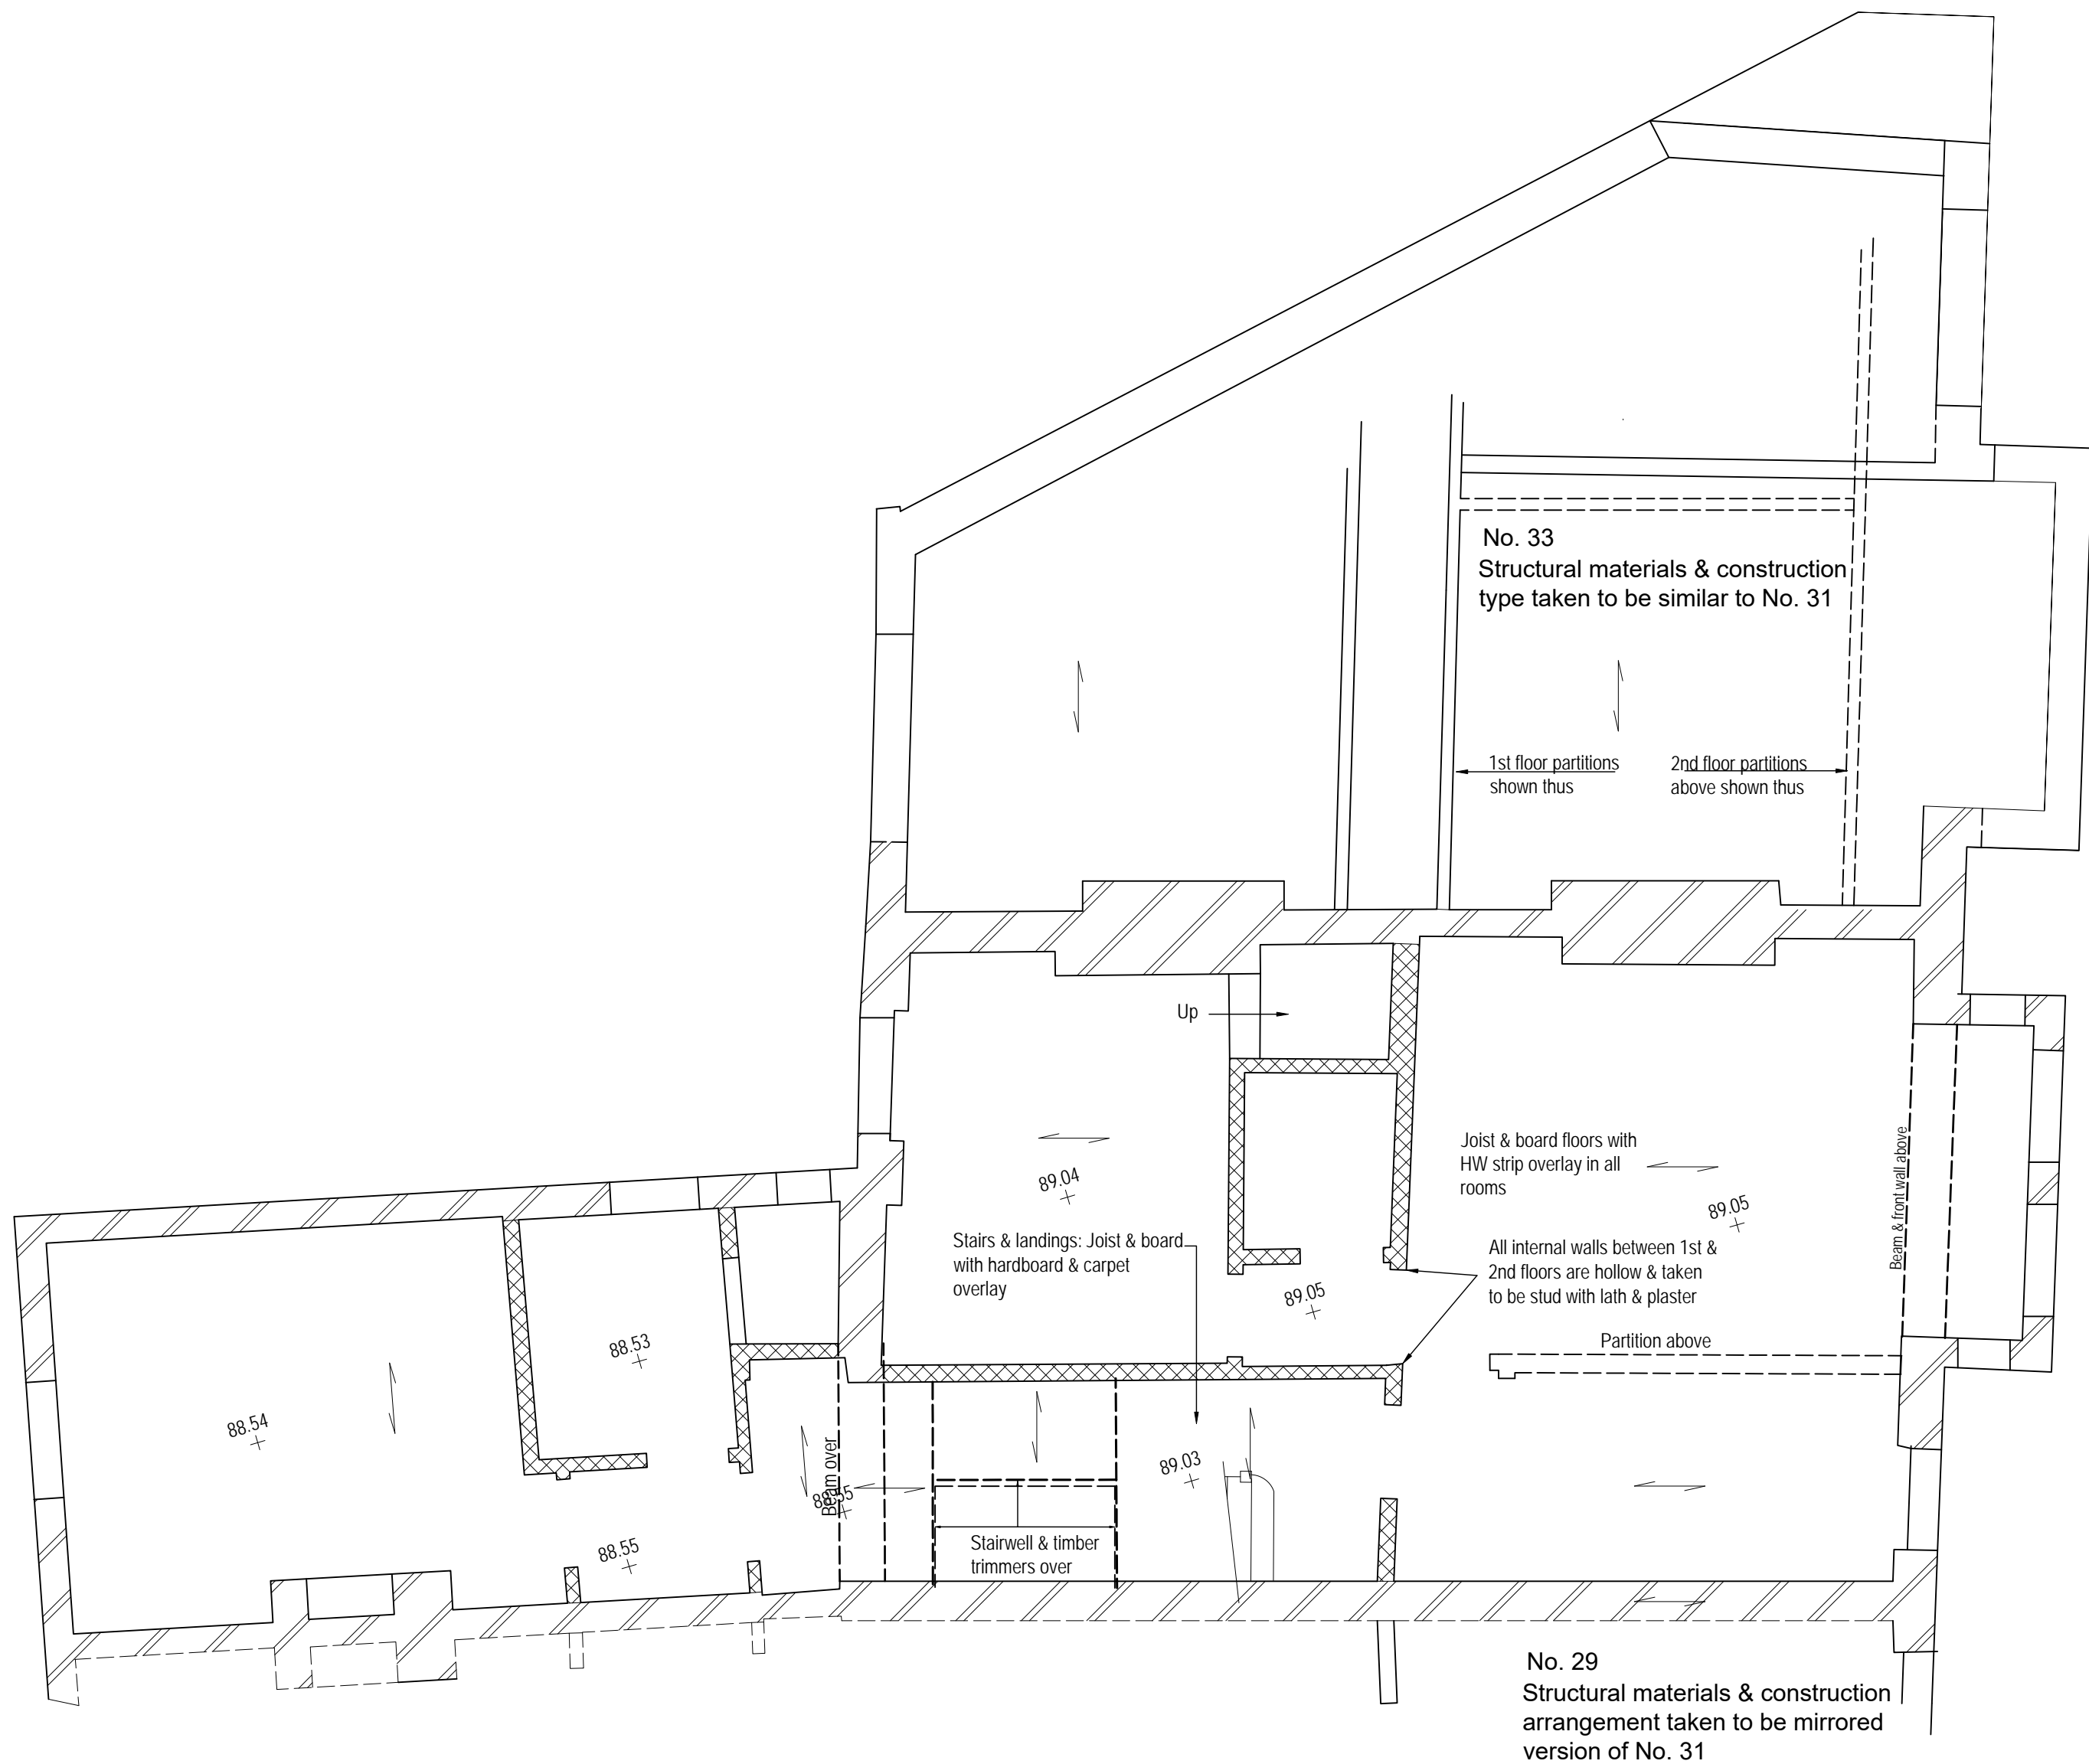 No. 33
Structural materials & construction
type taken to be similar to No. 31
1st floor partitions
shown thus
2nd floor partitions
above shown thus
Up
Joist & board floors with
HW strip overlay in all
rooms
Beam & front wall above
89.04
89.05
Stairs & landings: Joist & board
with hardboard & carpet
overlay
All internal walls between 1st &
2nd floors are hollow & taken
to be stud with lath & plaster
89.05
Partition above
88.53
88.54
Beam over
88.55
89.03
88.55
Stairwell & timber
trimmers over
No. 29
Structural materials & construction
arrangement taken to be mirrored
version of No. 31